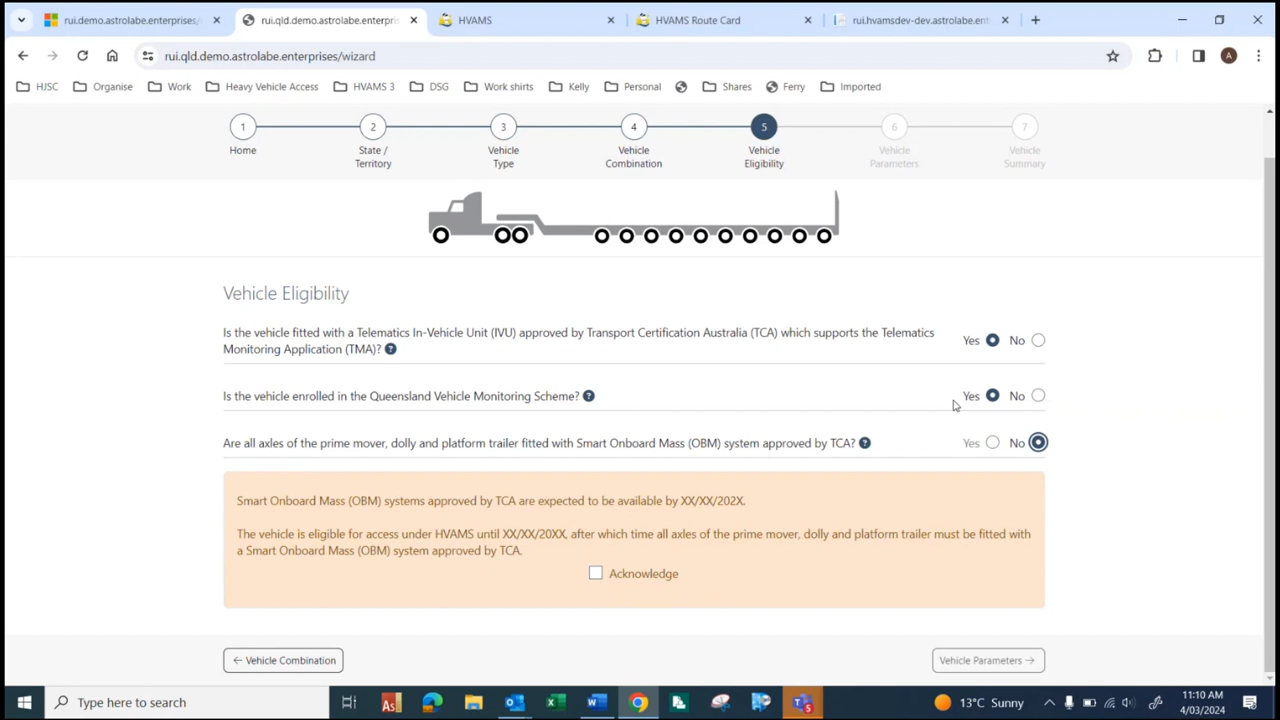 rui.demo.astrolabe.enterprises/
rui.qld.demo.astrolabe.enterpri
HVAMS
HVAMS Route Card
rui.hvamsdev-dev.astrolabe.ent
rui.qld.demo.astrolabe.enterprises/wizard
A
HJSC
Organise
Work
Heavy Vehicle Access
HVAMS 3
DSG
Work shirts
Kelly
Personal
Shares
Ferry
Imported
1
2
3
4
5
6
7
Home
State / Territory
Vehicle Type
Vehicle Combination
Vehicle Eligibility
Vehicle Parameters
Vehicle Summary
Vehicle Eligibility
Is the vehicle fitted with a Telematics In-Vehicle Unit (IVU) approved by Transport Certification Australia (TCA) which supports the Telematics
Monitoring Application (TMA)? ?
Yes No
Is the vehicle enrolled in the Queensland Vehicle Monitoring Scheme? ?
Yes No
Are all axles of the prime mover, dolly and platform trailer fitted with Smart Onboard Mass (OBM) system approved by TCA? ?
Yes No
Smart Onboard Mass (OBM) systems approved by TCA are expected to be available by XX/XX/202X.
The vehicle is eligible for access under HVAMS until XX/XX/20XX, after which time all axles of the prime mover, dolly and platform trailer must be fitted with
a Smart Onboard Mass (OBM) system approved by TCA.
Acknowledge
← Vehicle Combination
Vehicle Parameters →
Type here to search
13°C Sunny
11:10 AM
4/03/2024